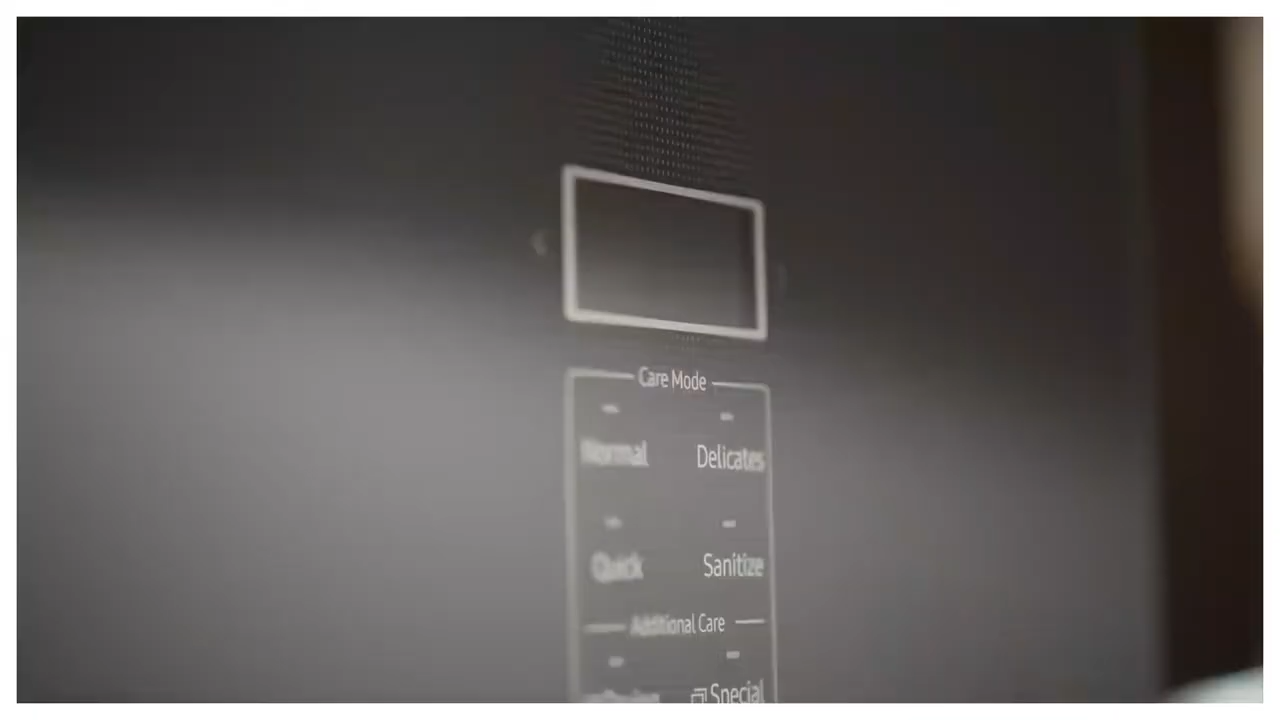 Care Mode
Normal Delicates
Quick Sanitize
Additional Care
Special